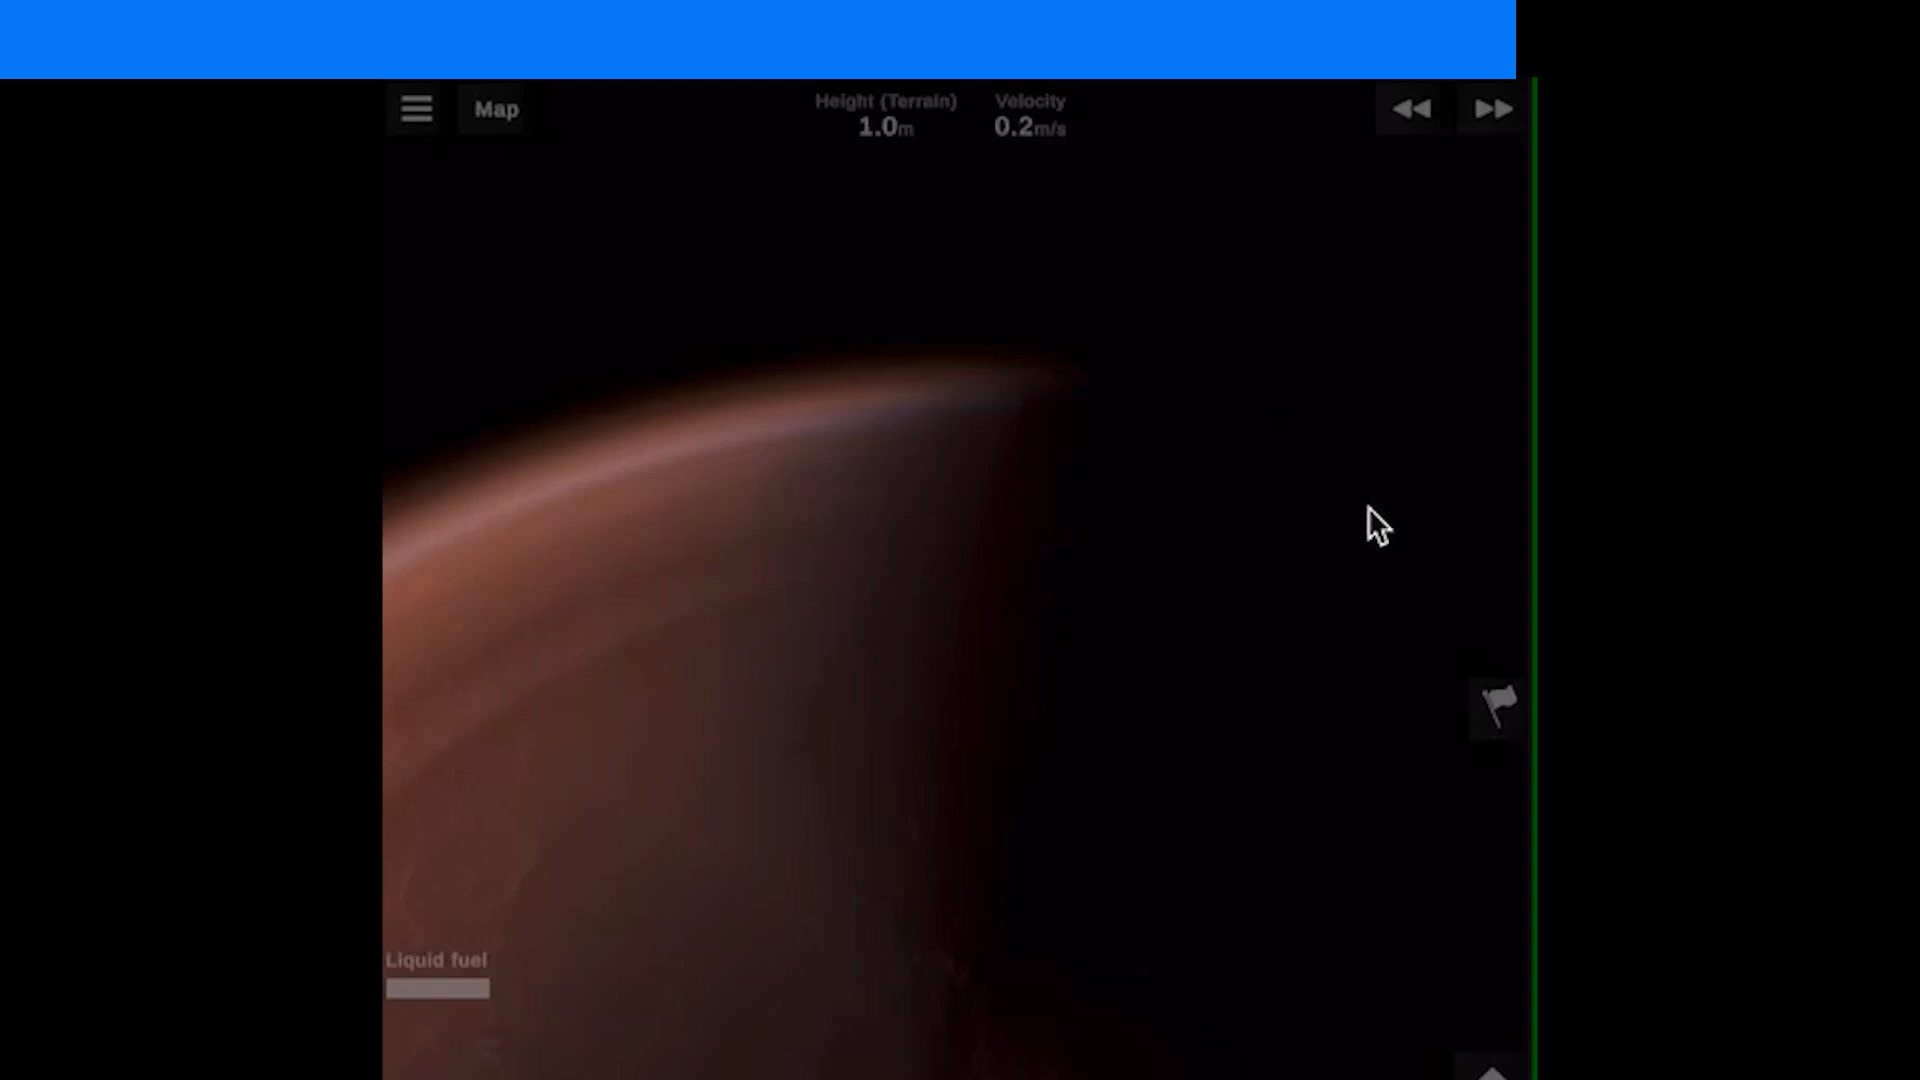 Map
Height (Terrain)
1.0m
Velocity
0.2m/s
Liquid fuel